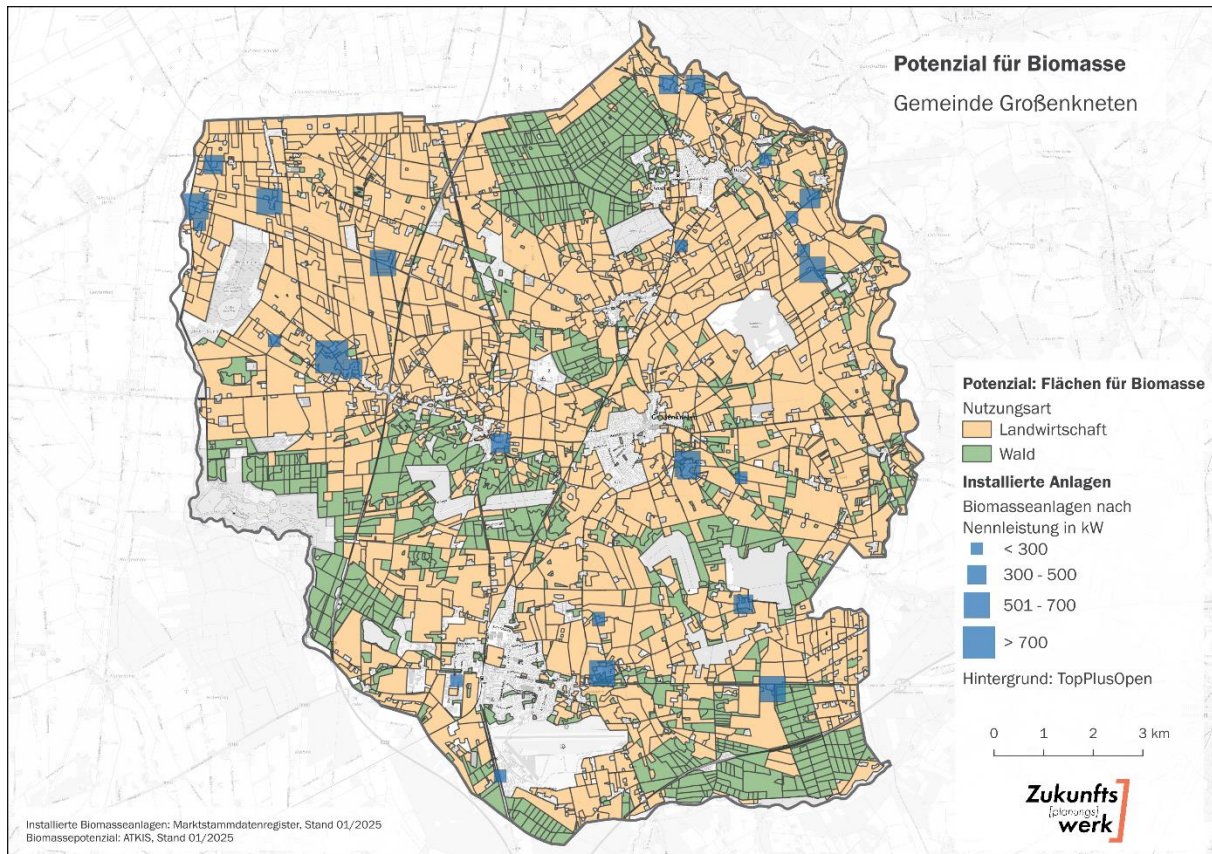 Potenzial für Biomasse
Gemeinde Großenkneten
Potenzial: Flächen für Biomasse
Nutzungsart
Landwirtschaft
Wald
Installierte Anlagen
Biomasseanlagen nach
Nennleistung in kW
< 300
300 - 500
501 - 700
> 700
Hintergrund: TopPlusOpen
0 1 2 3 km
Zukunfts
[planungs]
werk
Installierte Biomasseanlagen: Marktstammdatenregister, Stand 01/2025
Biomassepotenzial: ATKIS, Stand 01/2025